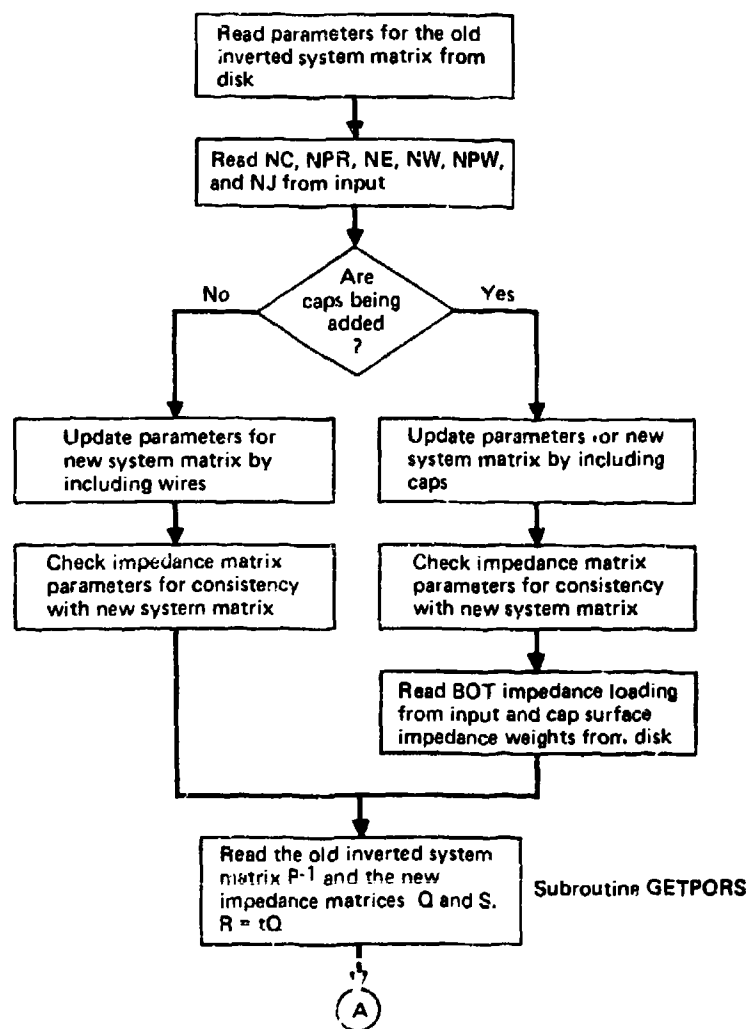 Read parameters for the old
inverted system matrix from
disk
Read NC, NPR, NE, NW, NPW,
and NJ from input
Are
caps being
added
?
No
Yes
Update parameters for
new system matrix by
including wires
Update parameters for new
system matrix by including
caps
Check impedance matrix
parameters for consistency
with new system matrix
Check impedance matrix
parameters for consistency
with new system matrix
Read BOT impedance loading
from input and cap surface
impedance weights from disk
Read the old inverted system
matrix P-1 and the new
impedance matrices Q and S.
R = tQ
Subroutine GETPQRS
A